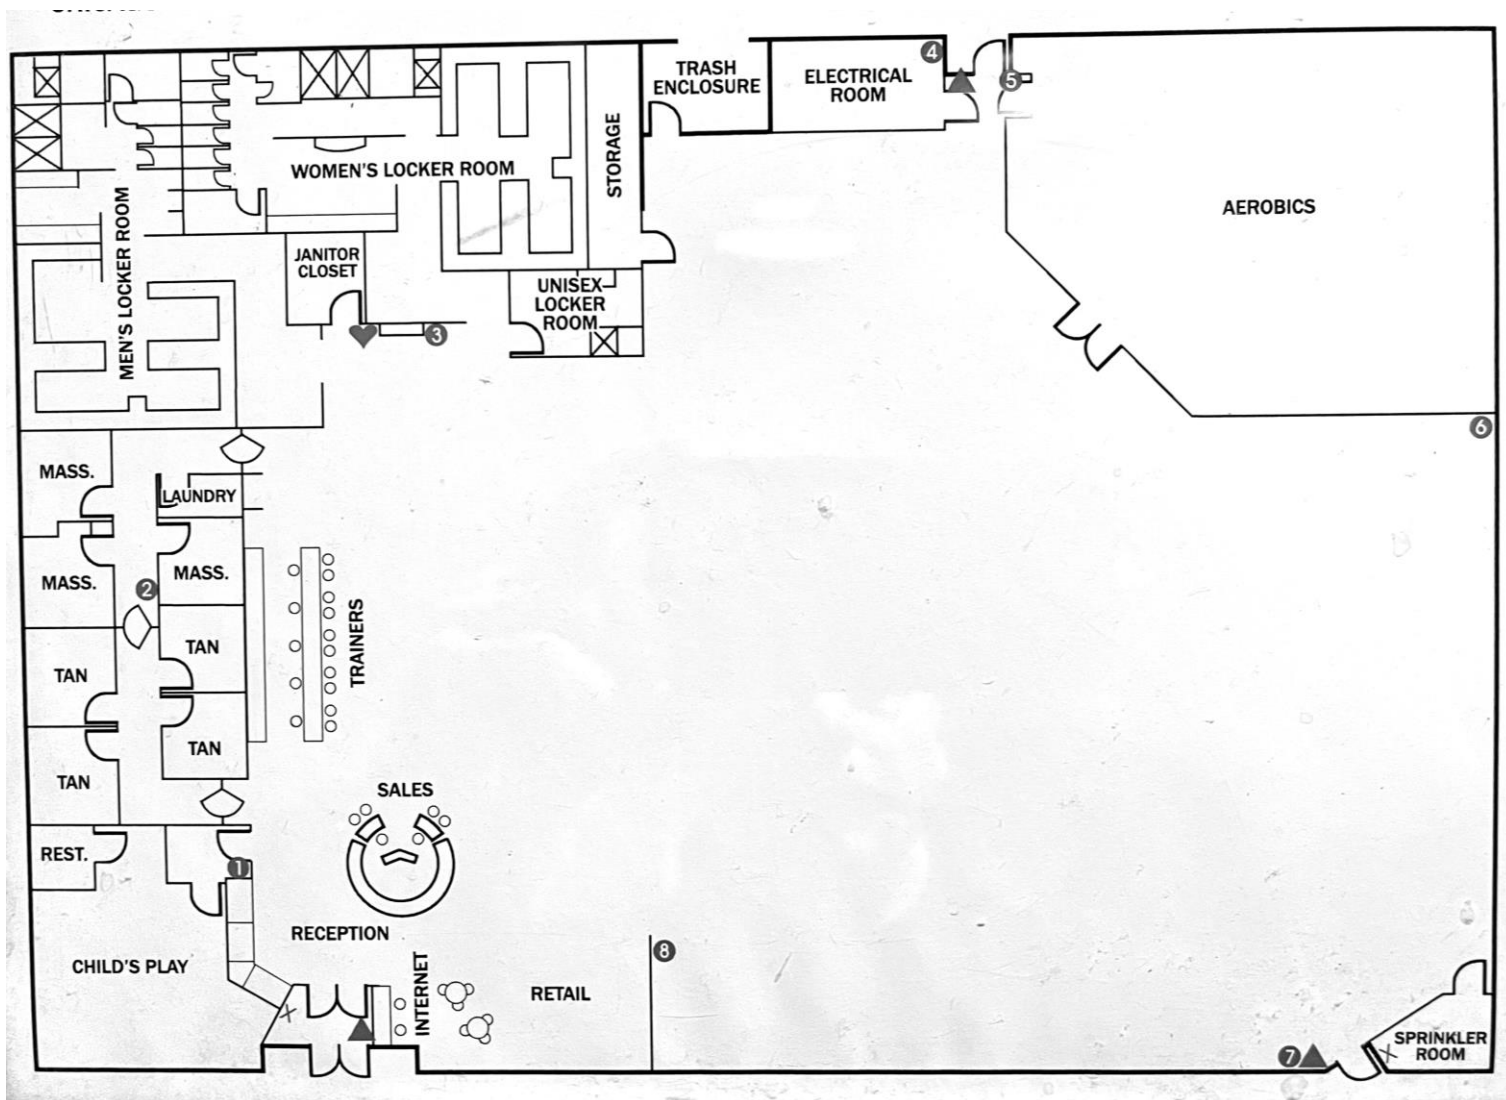 TRASH
ENCLOSURE
ELECTRICAL
ROOM
4
5
WOMEN'S LOCKER ROOM
STORAGE
MEN'S LOCKER ROOM
AEROBICS
JANITOR
CLOSET
UNISEX
LOCKER
ROOM
3
6
MASS.
LAUNDRY
MASS.
MASS.
2
TAN
TAN
TRAINERS
TAN
TAN
SALES
REST.
1
RECEPTION
8
CHILD'S PLAY
INTERNET
RETAIL
X
7
X
SPRINKLER
ROOM